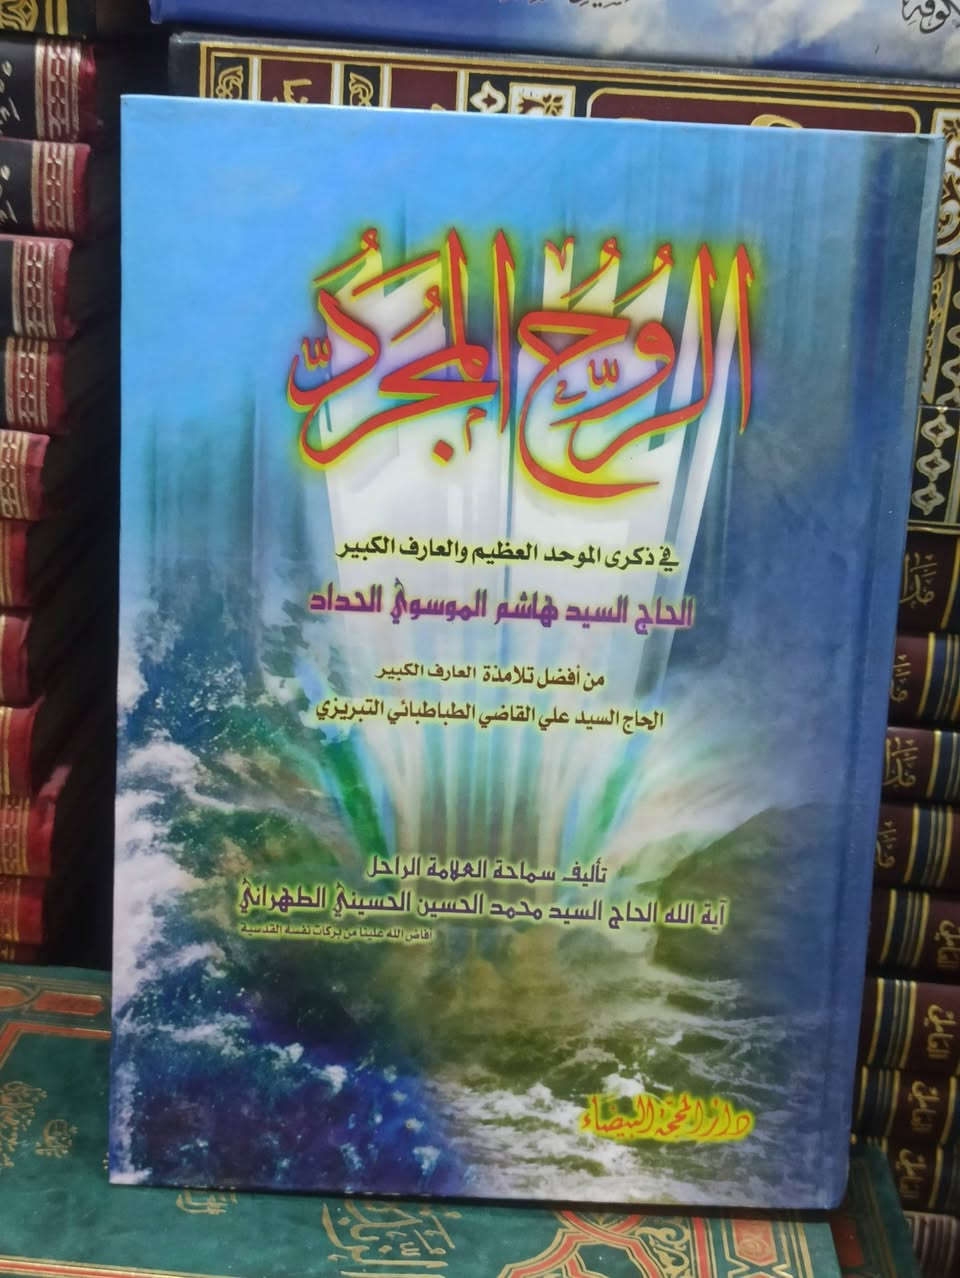 الروح المجرد
في ذكرى الموحد العظيم والعارف الكبير
الحاج السيد هاشم الموسوي الحداد
من أفضل تلامذة العارف الكبير
الحاج السيد علي القاضي الطباطبائي التبريزي
تأليف سماحة العلامة الراحل
آية الله الحاج السيد محمد الحسين الحسيني الطهراني
افاض الله علينا من بركات نفسه القدسية
دار المحجة البيضاء